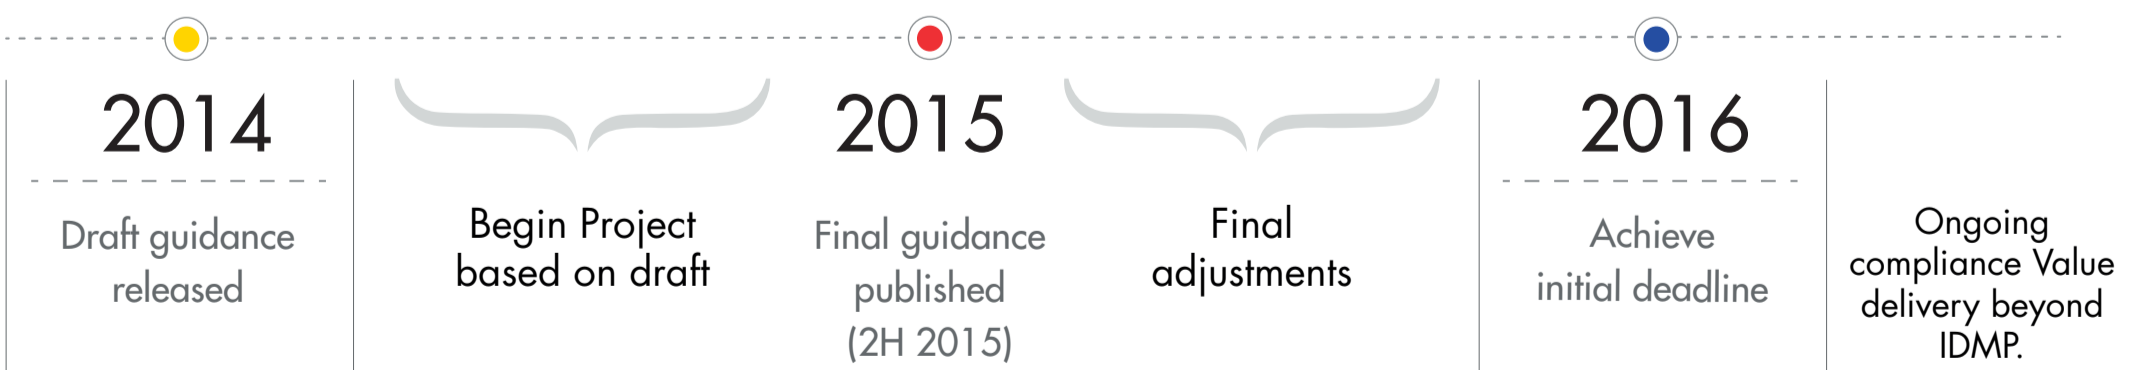 2014
Draft guidance
released
Begin Project
based on draft
2015
Final guidance
published
(2H 2015)
Final
adjustments
2016
Achieve
initial deadline
Ongoing
compliance Value
delivery beyond
IDMP.